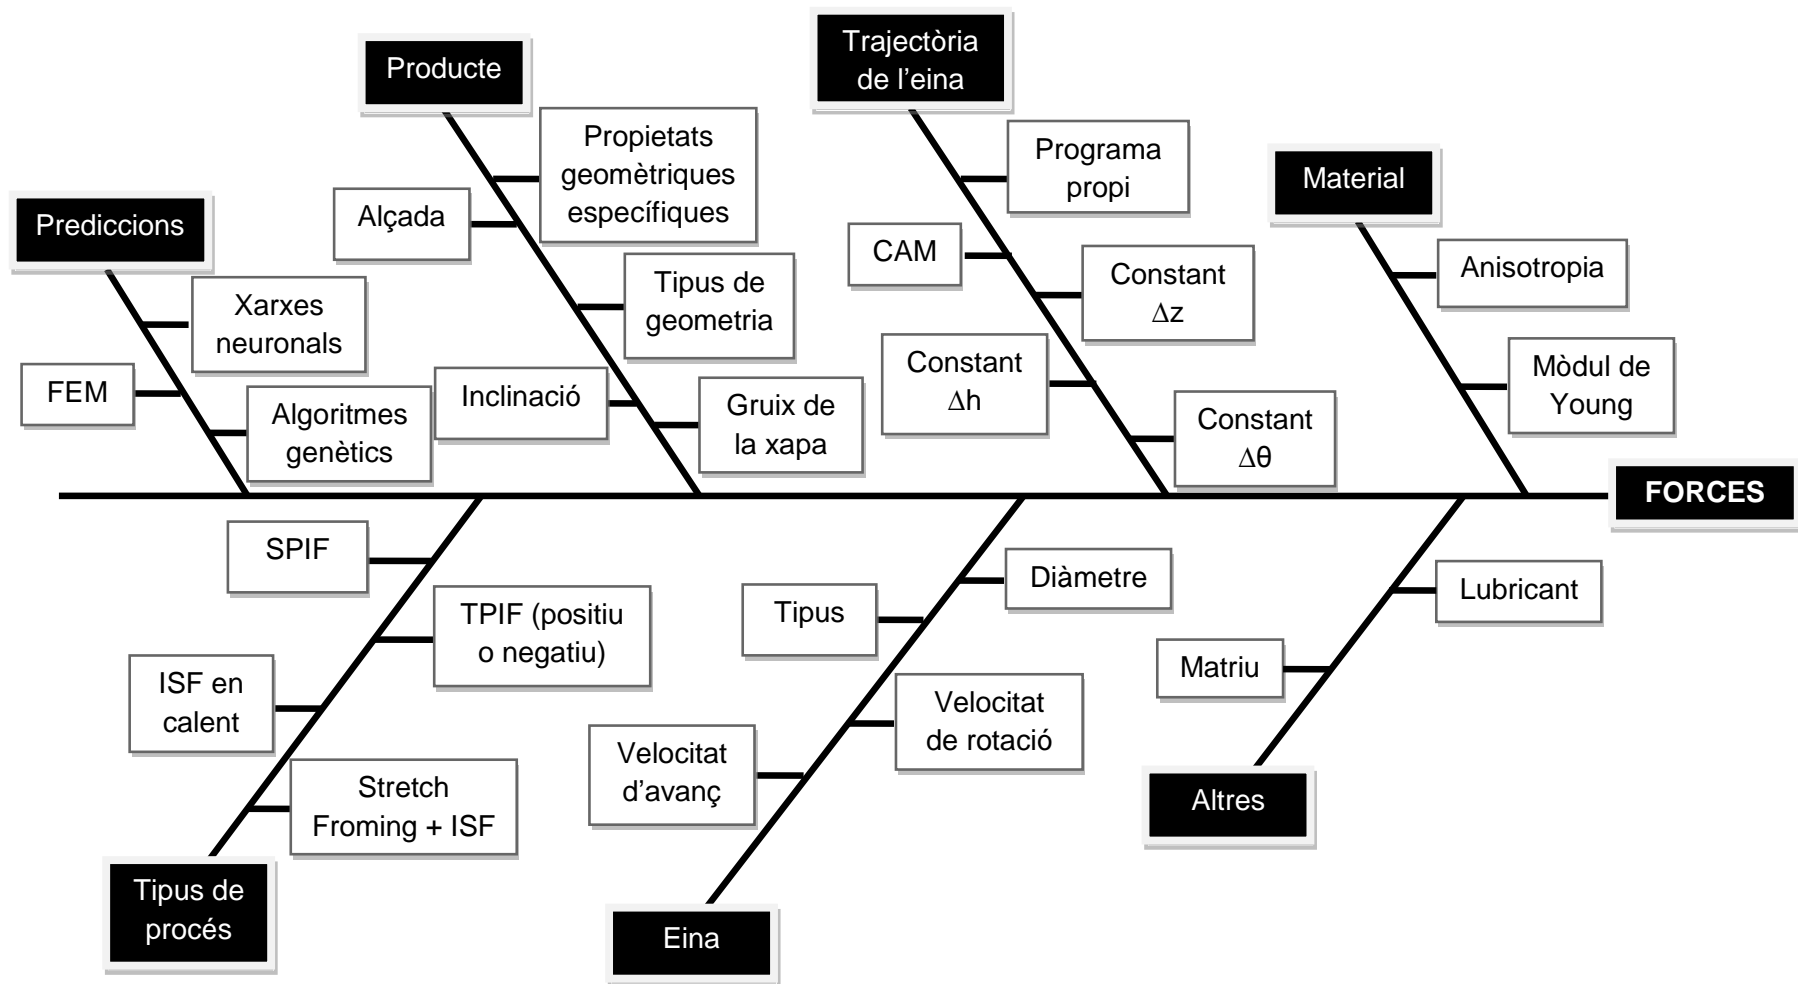 Trajectòria
de l’eina
Producte
Material
Prediccions
Propietats
geomètriques
específiques
Alçada
Programa
propi
CAM
Constant
Δz
Anisotropia
Xarxes
neuronals
Tipus de
geometria
FEM
Inclinació
Algoritmes
genètics
Gruix de
la xapa
Constant
Δh
Constant
Δθ
Mòdul de
Young
FORCES
SPIF
TPIF (positiu
o negatiu)
ISF en
calent
Stretch
Froming + ISF
Tipus de
procés
Diàmetre
Tipus
Velocitat
de rotació
Velocitat
d’avanç
Eina
Lubricant
Matriu
Altres